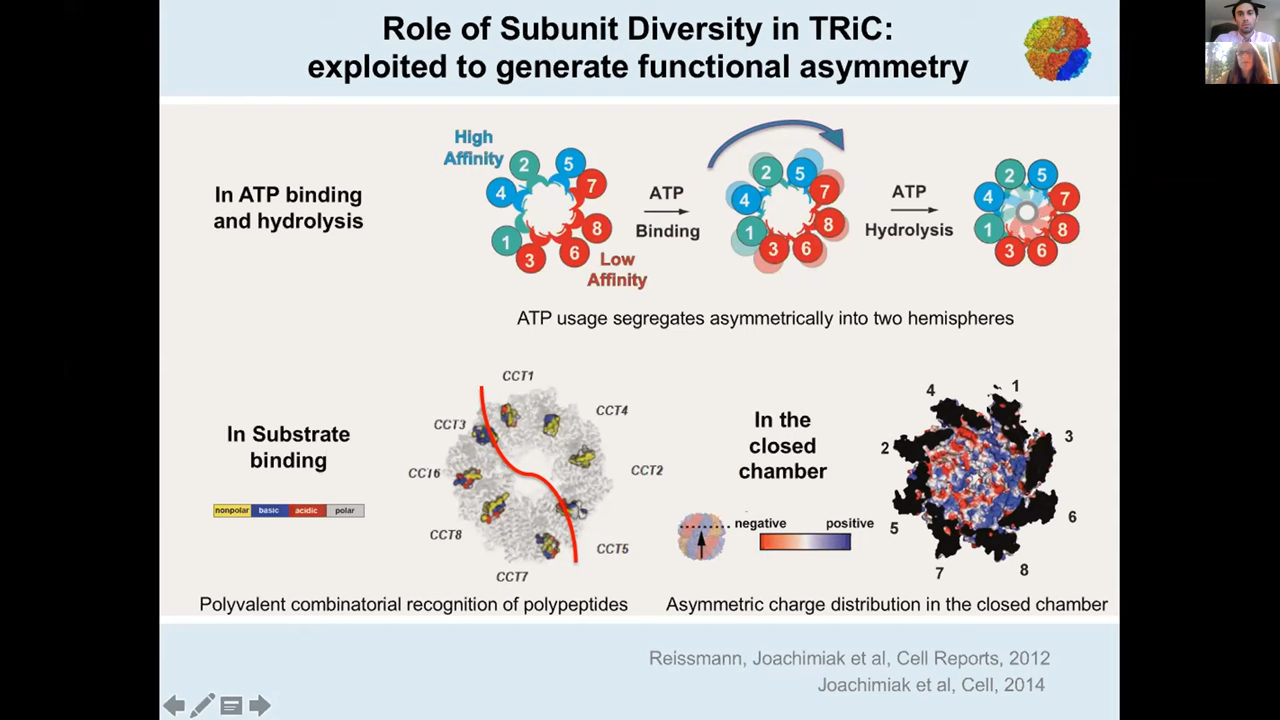 Role of Subunit Diversity in TRiC:
exploited to generate functional asymmetry
In ATP binding
and hydrolysis
High
Affinity
2
5
4
7
1
8
3
6
Low
Affinity
ATP
Binding
2
5
4
7
1
8
3
6
ATP
Hydrolysis
2
5
4
7
1
8
3
6
ATP usage segregates asymmetrically into two hemispheres
In Substrate
binding
nonpolar basic acidic polar
CCT1
CCT3
CCT4
CCT6
CCT2
CCT8
CCT5
CCT7
Polyvalent combinatorial recognition of polypeptides
In the
closed
chamber
negative positive
4
1
2
3
5
6
7
8
Asymmetric charge distribution in the closed chamber
Reissmann, Joachimiak et al, Cell Reports, 2012
Joachimiak et al, Cell, 2014